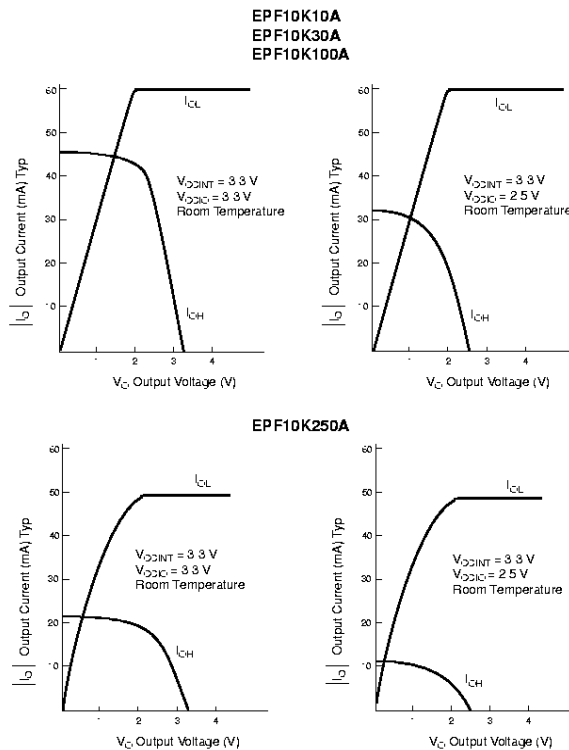 EPF10K10A
EPF10K30A
EPF10K100A
60
50
40
30
20
10
IOL
VCCINT = 3.3 V
VCCIO = 3.3 V
Room Temperature
IOH
1 2 3 4
|IO| Output Current (mA) Typ
VO Output Voltage (V)
60
50
40
30
20
10
IOL
VCCINT = 3.3 V
VCCIO = 2.5 V
Room Temperature
IOH
1 2 3 4
|IO| Output Current (mA) Typ
VO Output Voltage (V)
EPF10K250A
60
50
40
30
20
10
IOL
VCCINT = 3.3 V
VCCIO = 3.3 V
Room Temperature
IOH
1 2 3 4
|IO| Output Current (mA) Typ
VO Output Voltage (V)
60
50
40
30
20
10
IOL
VCCINT = 3.3 V
VCCIO = 2.5 V
Room Temperature
IOH
1 2 3 4
|IO| Output Current (mA) Typ
VO Output Voltage (V)